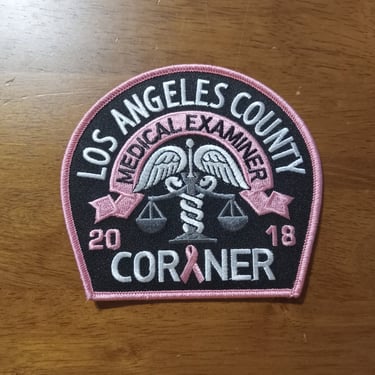 LOS ANGELES COUNTY
MEDICAL EXAMINER
20 18
CORONER